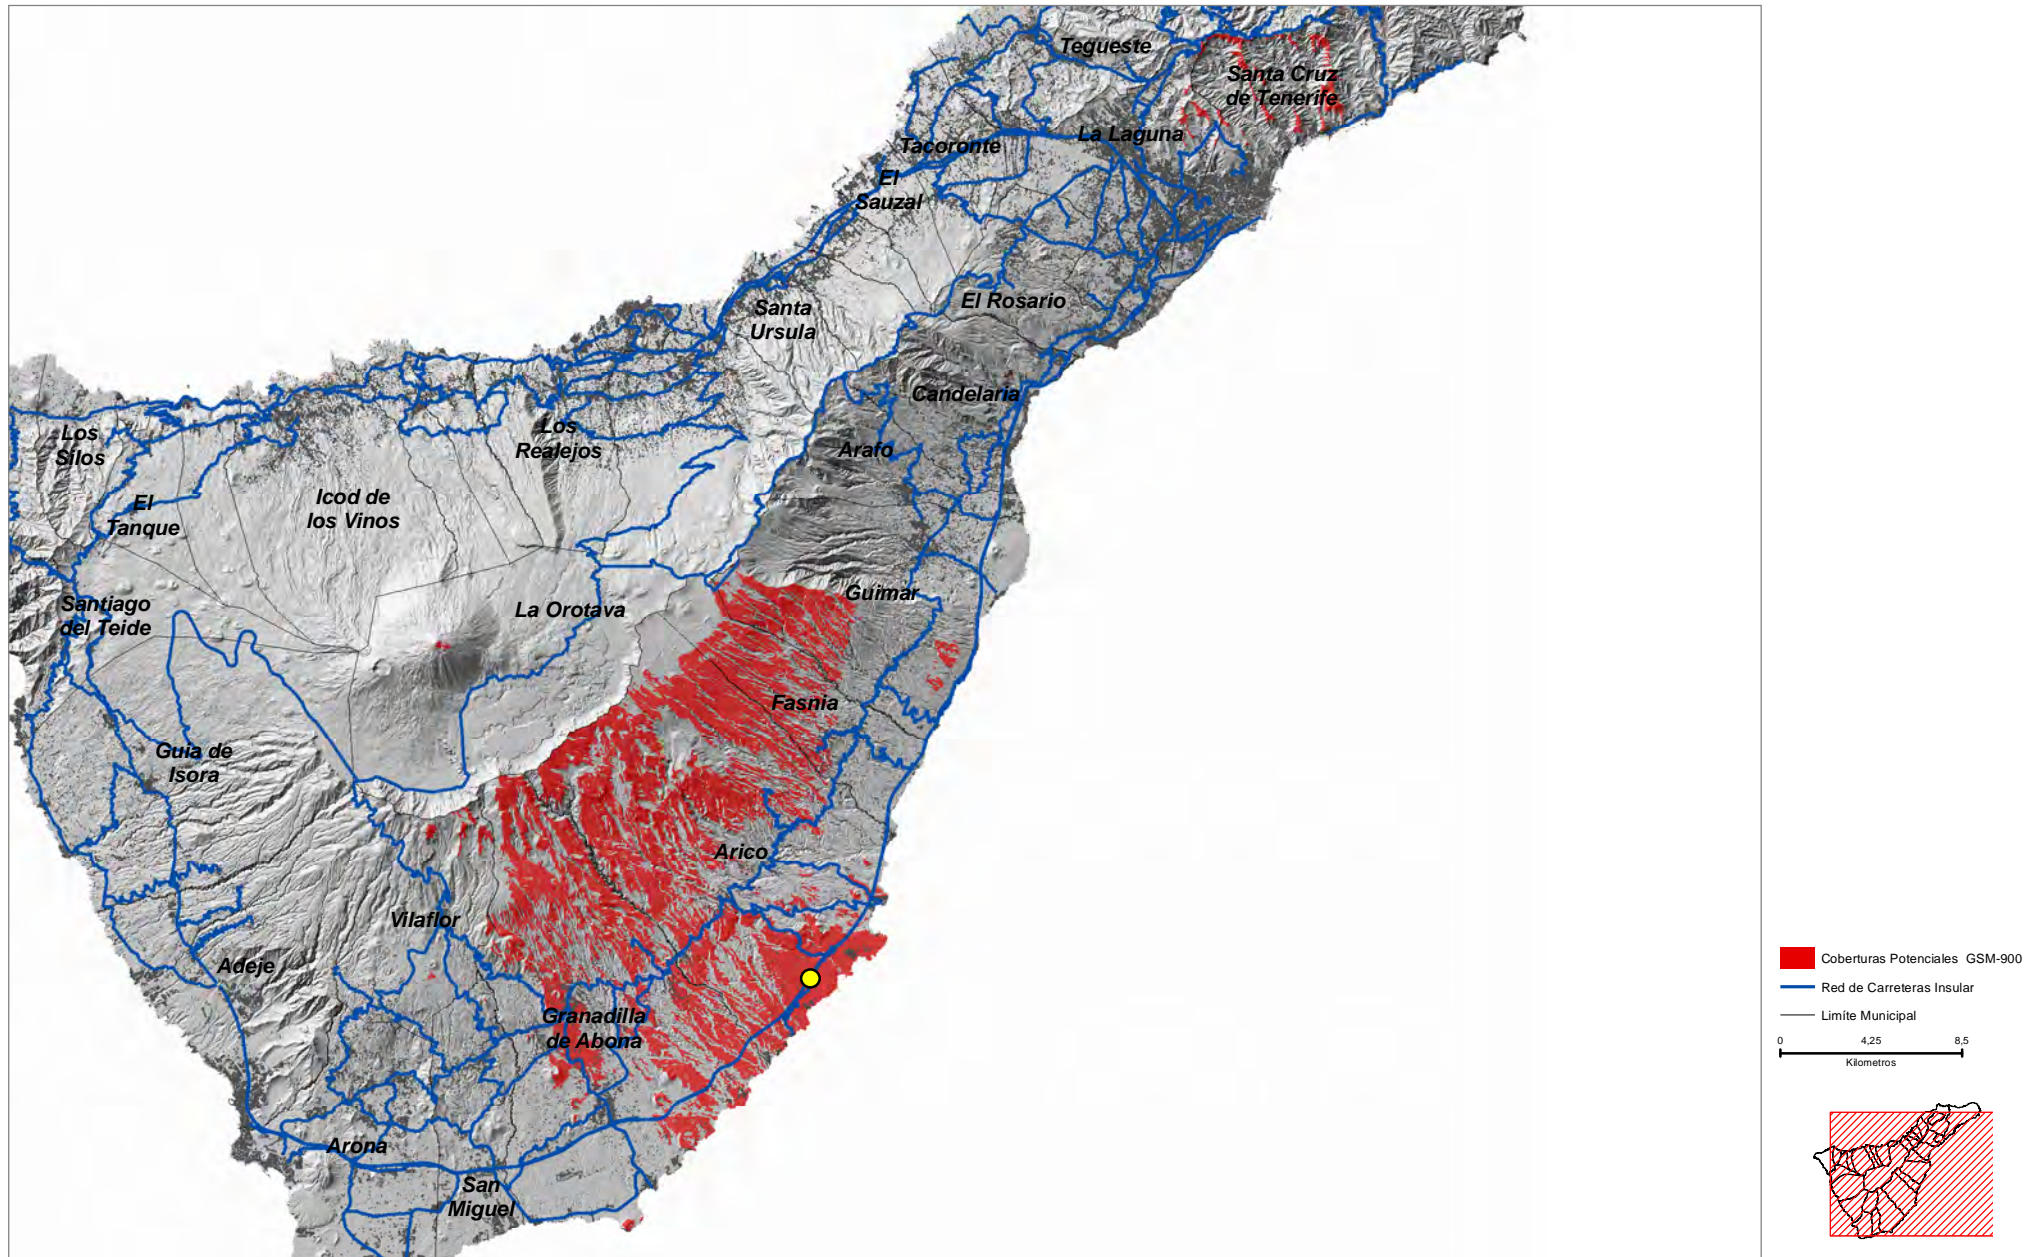 Tegueste
Santa Cruz
de Tenerife
La Laguna
Tacoronte
El
Sauzal
El Rosario
Santa
Ursula
Candelaria
Arafo
Los
Silos
Los
Realejos
Icod de
los Vinos
El
Tanque
Guimar
Santiago
del Teide
La Orotava
Fasnia
Guia de
Isora
Arico
Vilaflor
Adeje
Granadilla
de Abona
Arona
San
Miguel
Coberturas Potenciales GSM-900
Red de Carreteras Insular
Limíte Municipal
0 4,25 8,5
Kilometros